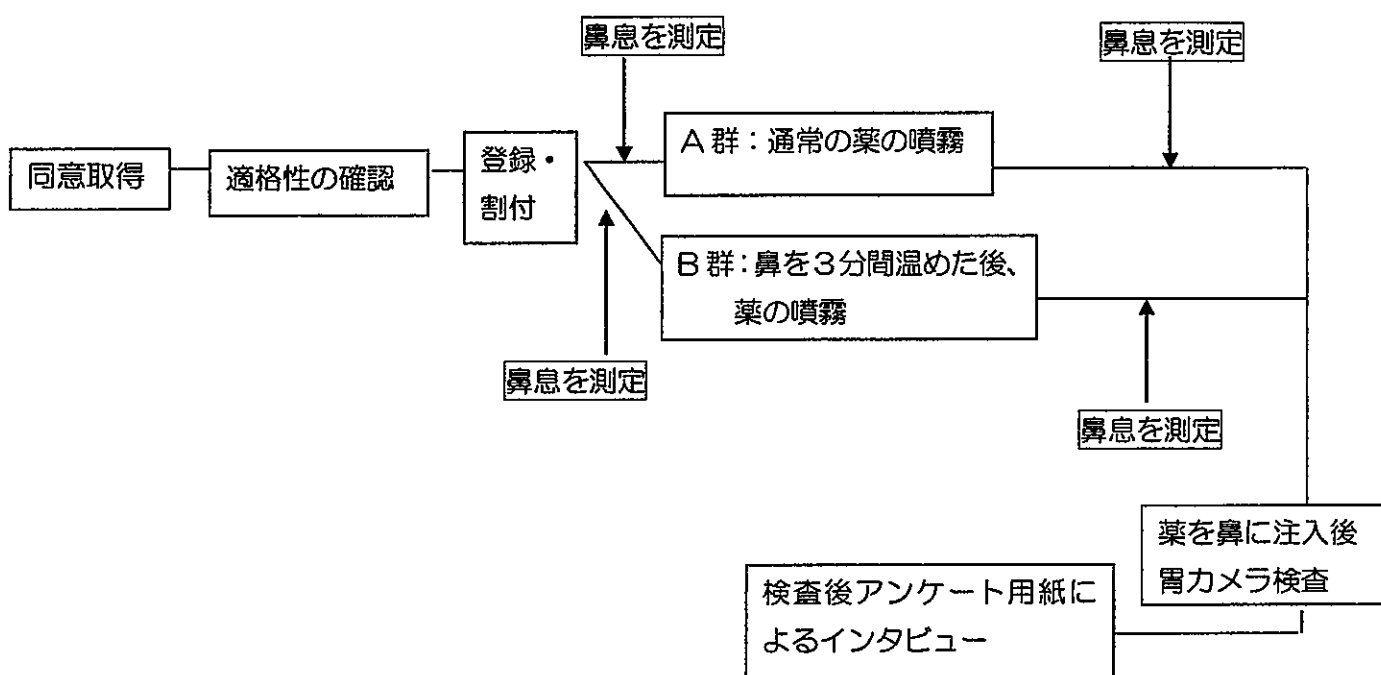 鼻息を測定
鼻息を測定
同意取得
適格性の確認
登録・
割付
A群：通常の薬の噴霧
B群：鼻を3分間温めた後、
薬の噴霧
鼻息を測定
鼻息を測定
薬を鼻に注入後
胃カメラ検査
検査後アンケート用紙に
よるインタビュー